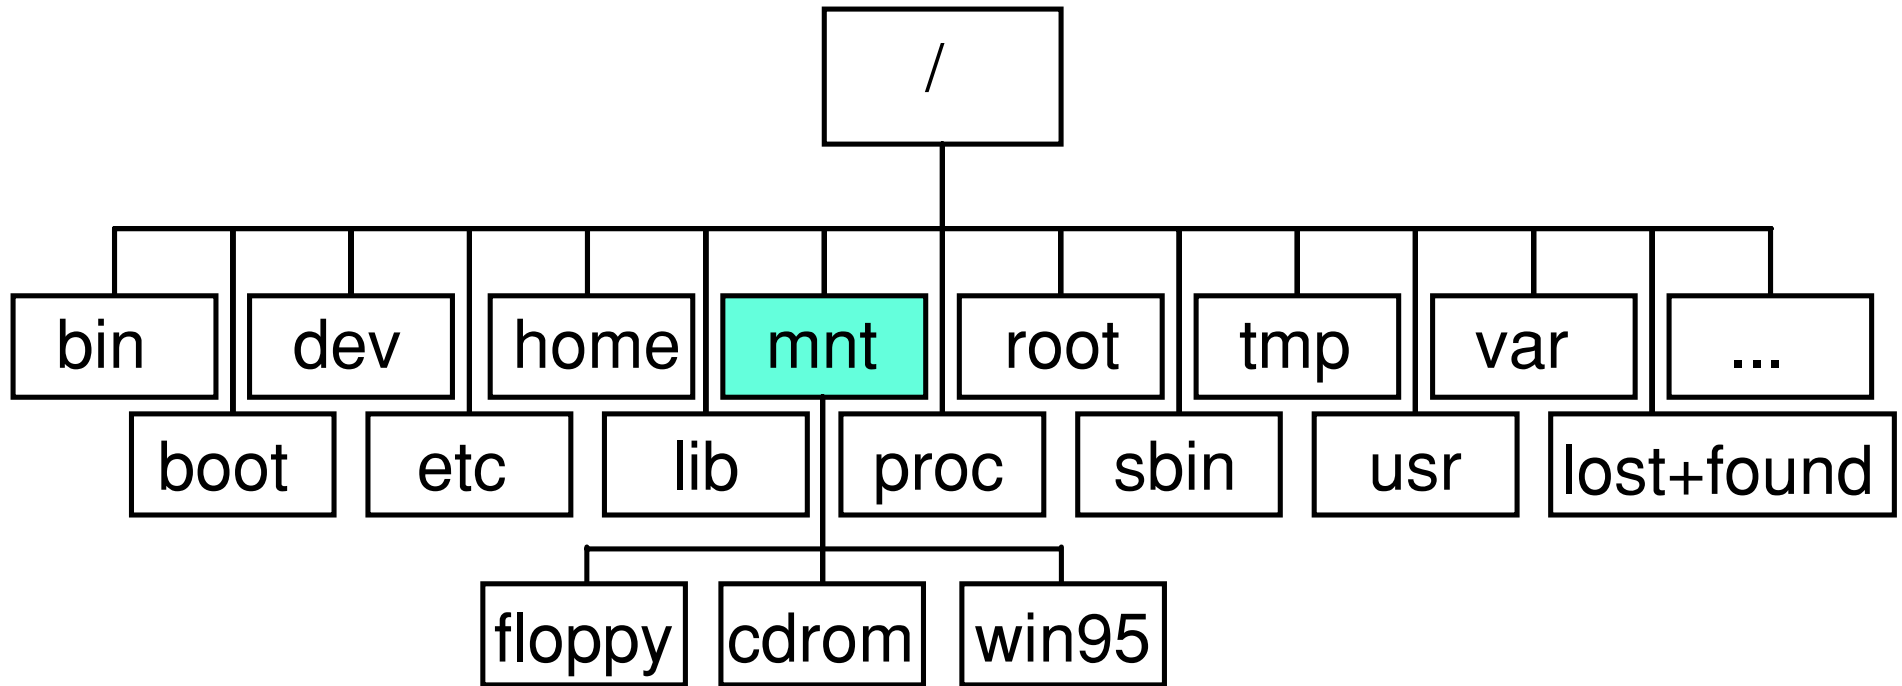 /
bin dev home mnt root tmp var ...
boot etc lib proc sbin usr lost+found
floppy cdrom win95